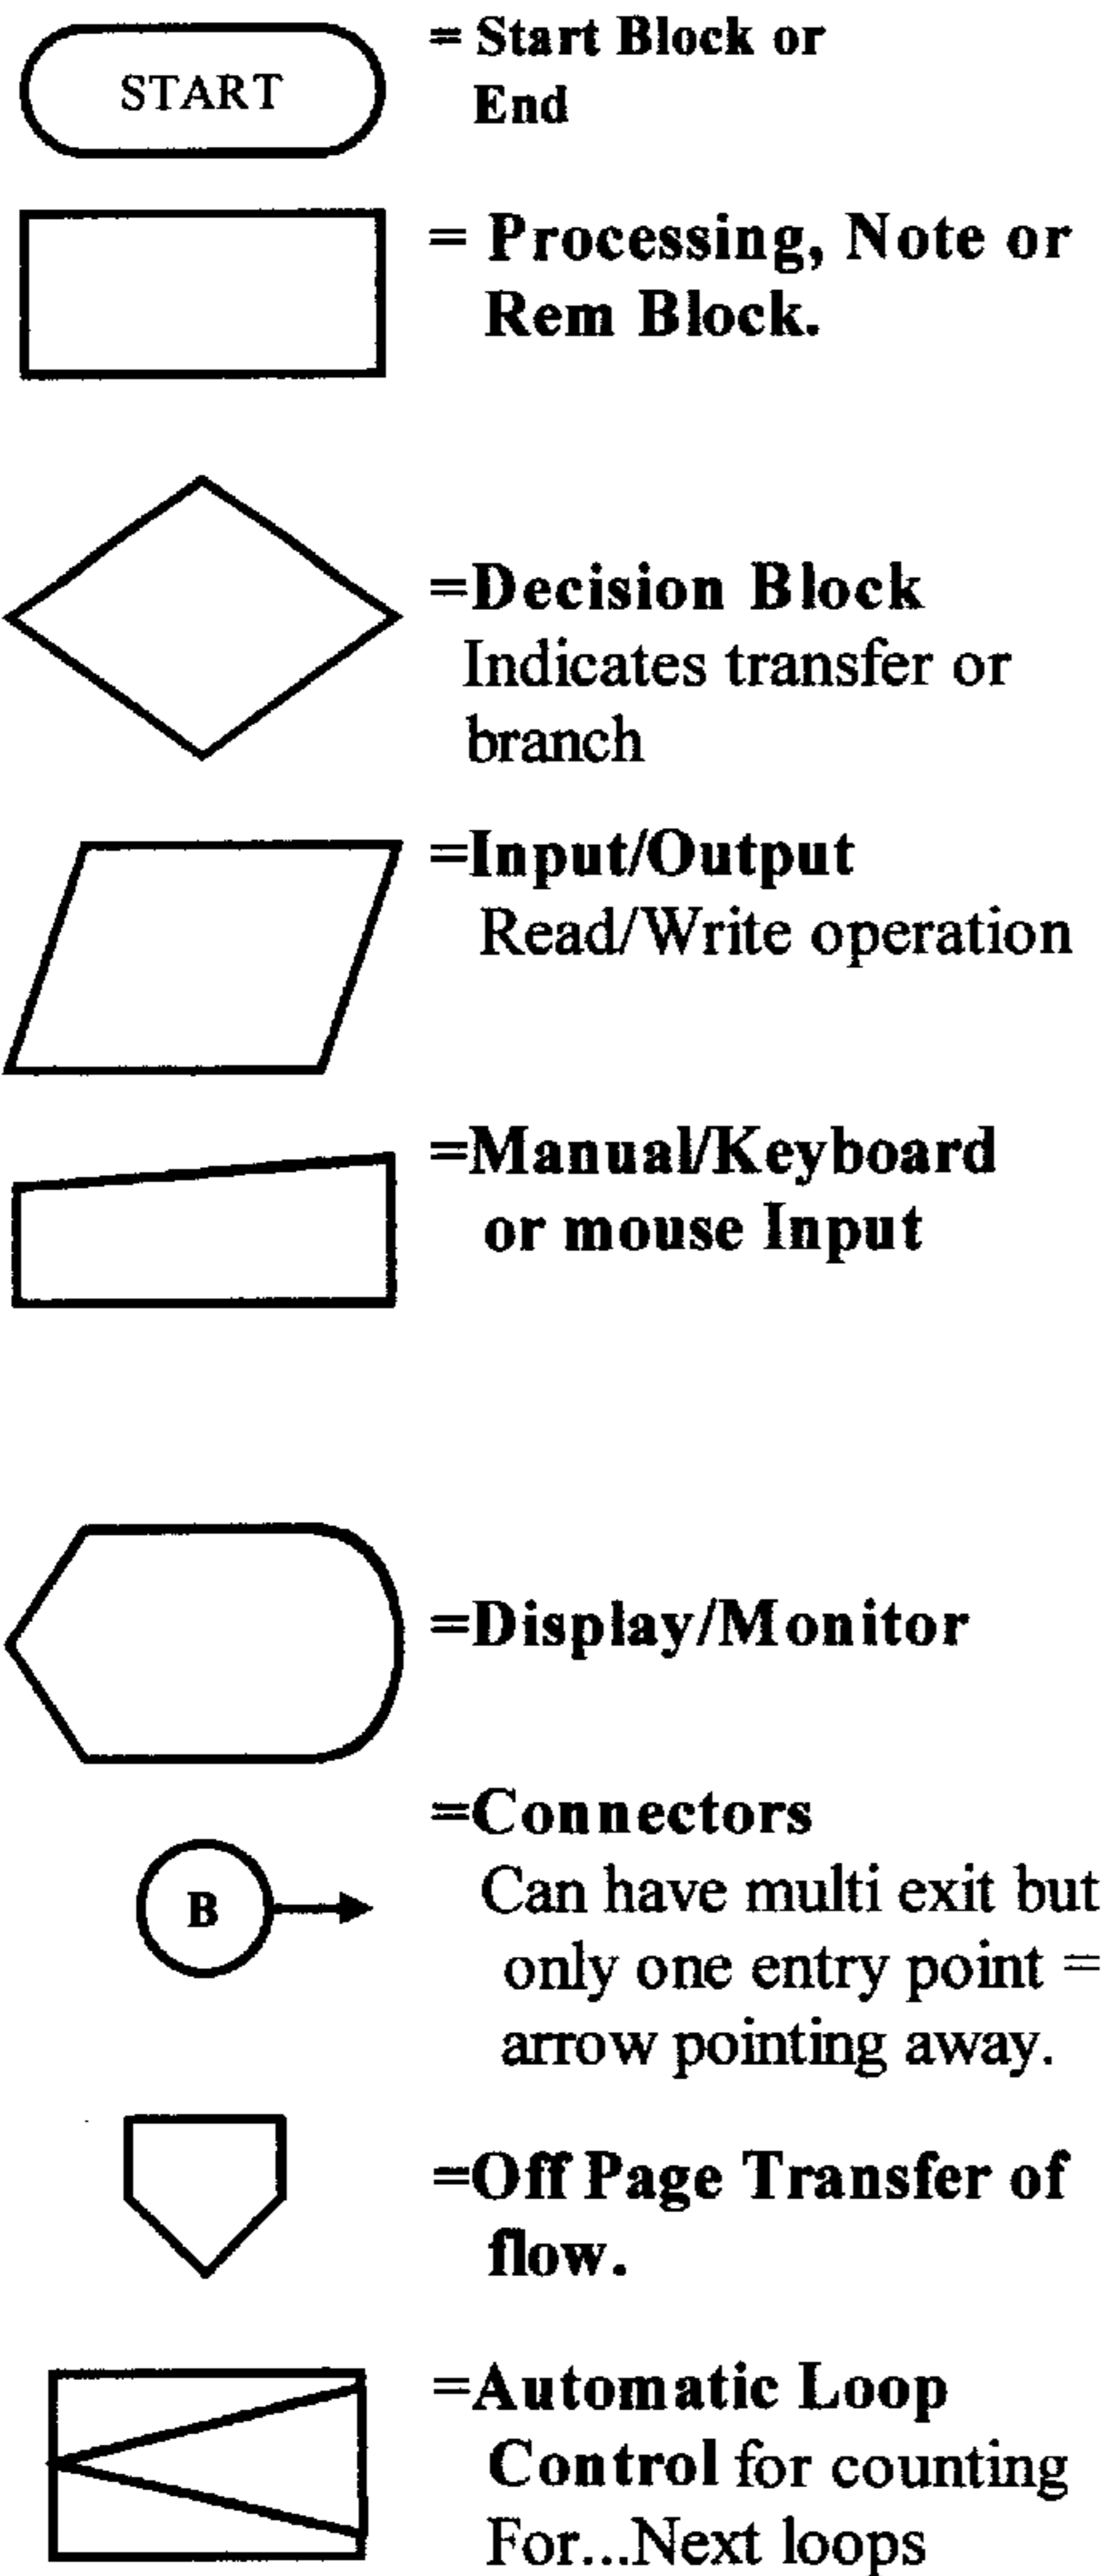 START
= Start Block or
End
= Processing, Note or
Rem Block.
=Decision Block
Indicates transfer or
branch
=Input/Output
Read/Write operation
=Manual/Keyboard
or mouse Input
=Display/Monitor
B
=Connectors
Can have multi exit but
only one entry point =
arrow pointing away.
=Off Page Transfer of
flow.
=Automatic Loop
Control for counting
For...Next loops